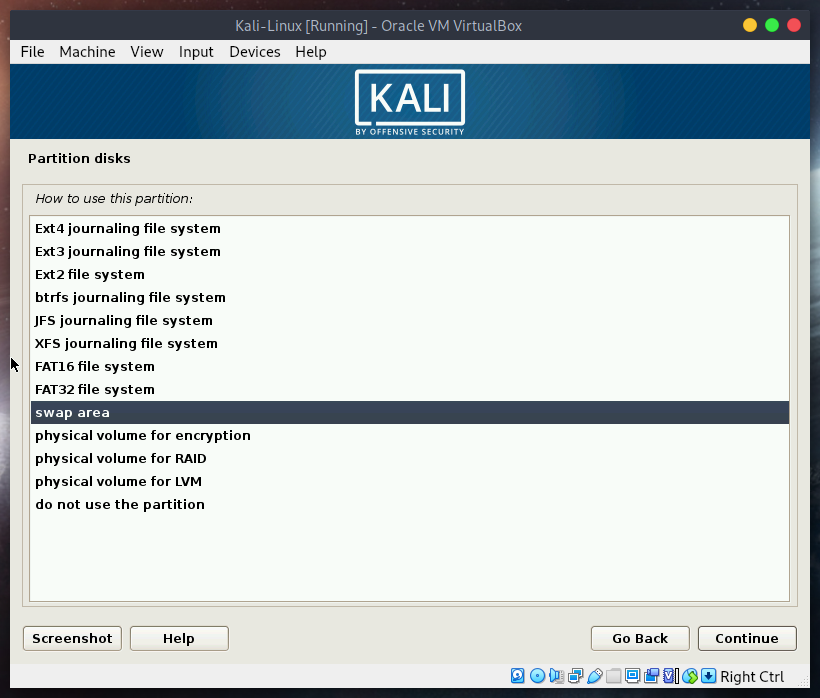 Kali-Linux [Running] - Oracle VM VirtualBox
File Machine View Input Devices Help
KALI
BY OFFENSIVE SECURITY
Partition disks
How to use this partition:
Ext4 journaling file system
Ext3 journaling file system
Ext2 file system
btrfs journaling file system
JFS journaling file system
XFS journaling file system
FAT16 file system
FAT32 file system
swap area
physical volume for encryption
physical volume for RAID
physical volume for LVM
do not use the partition
Screenshot Help Go Back Continue
Right Ctrl